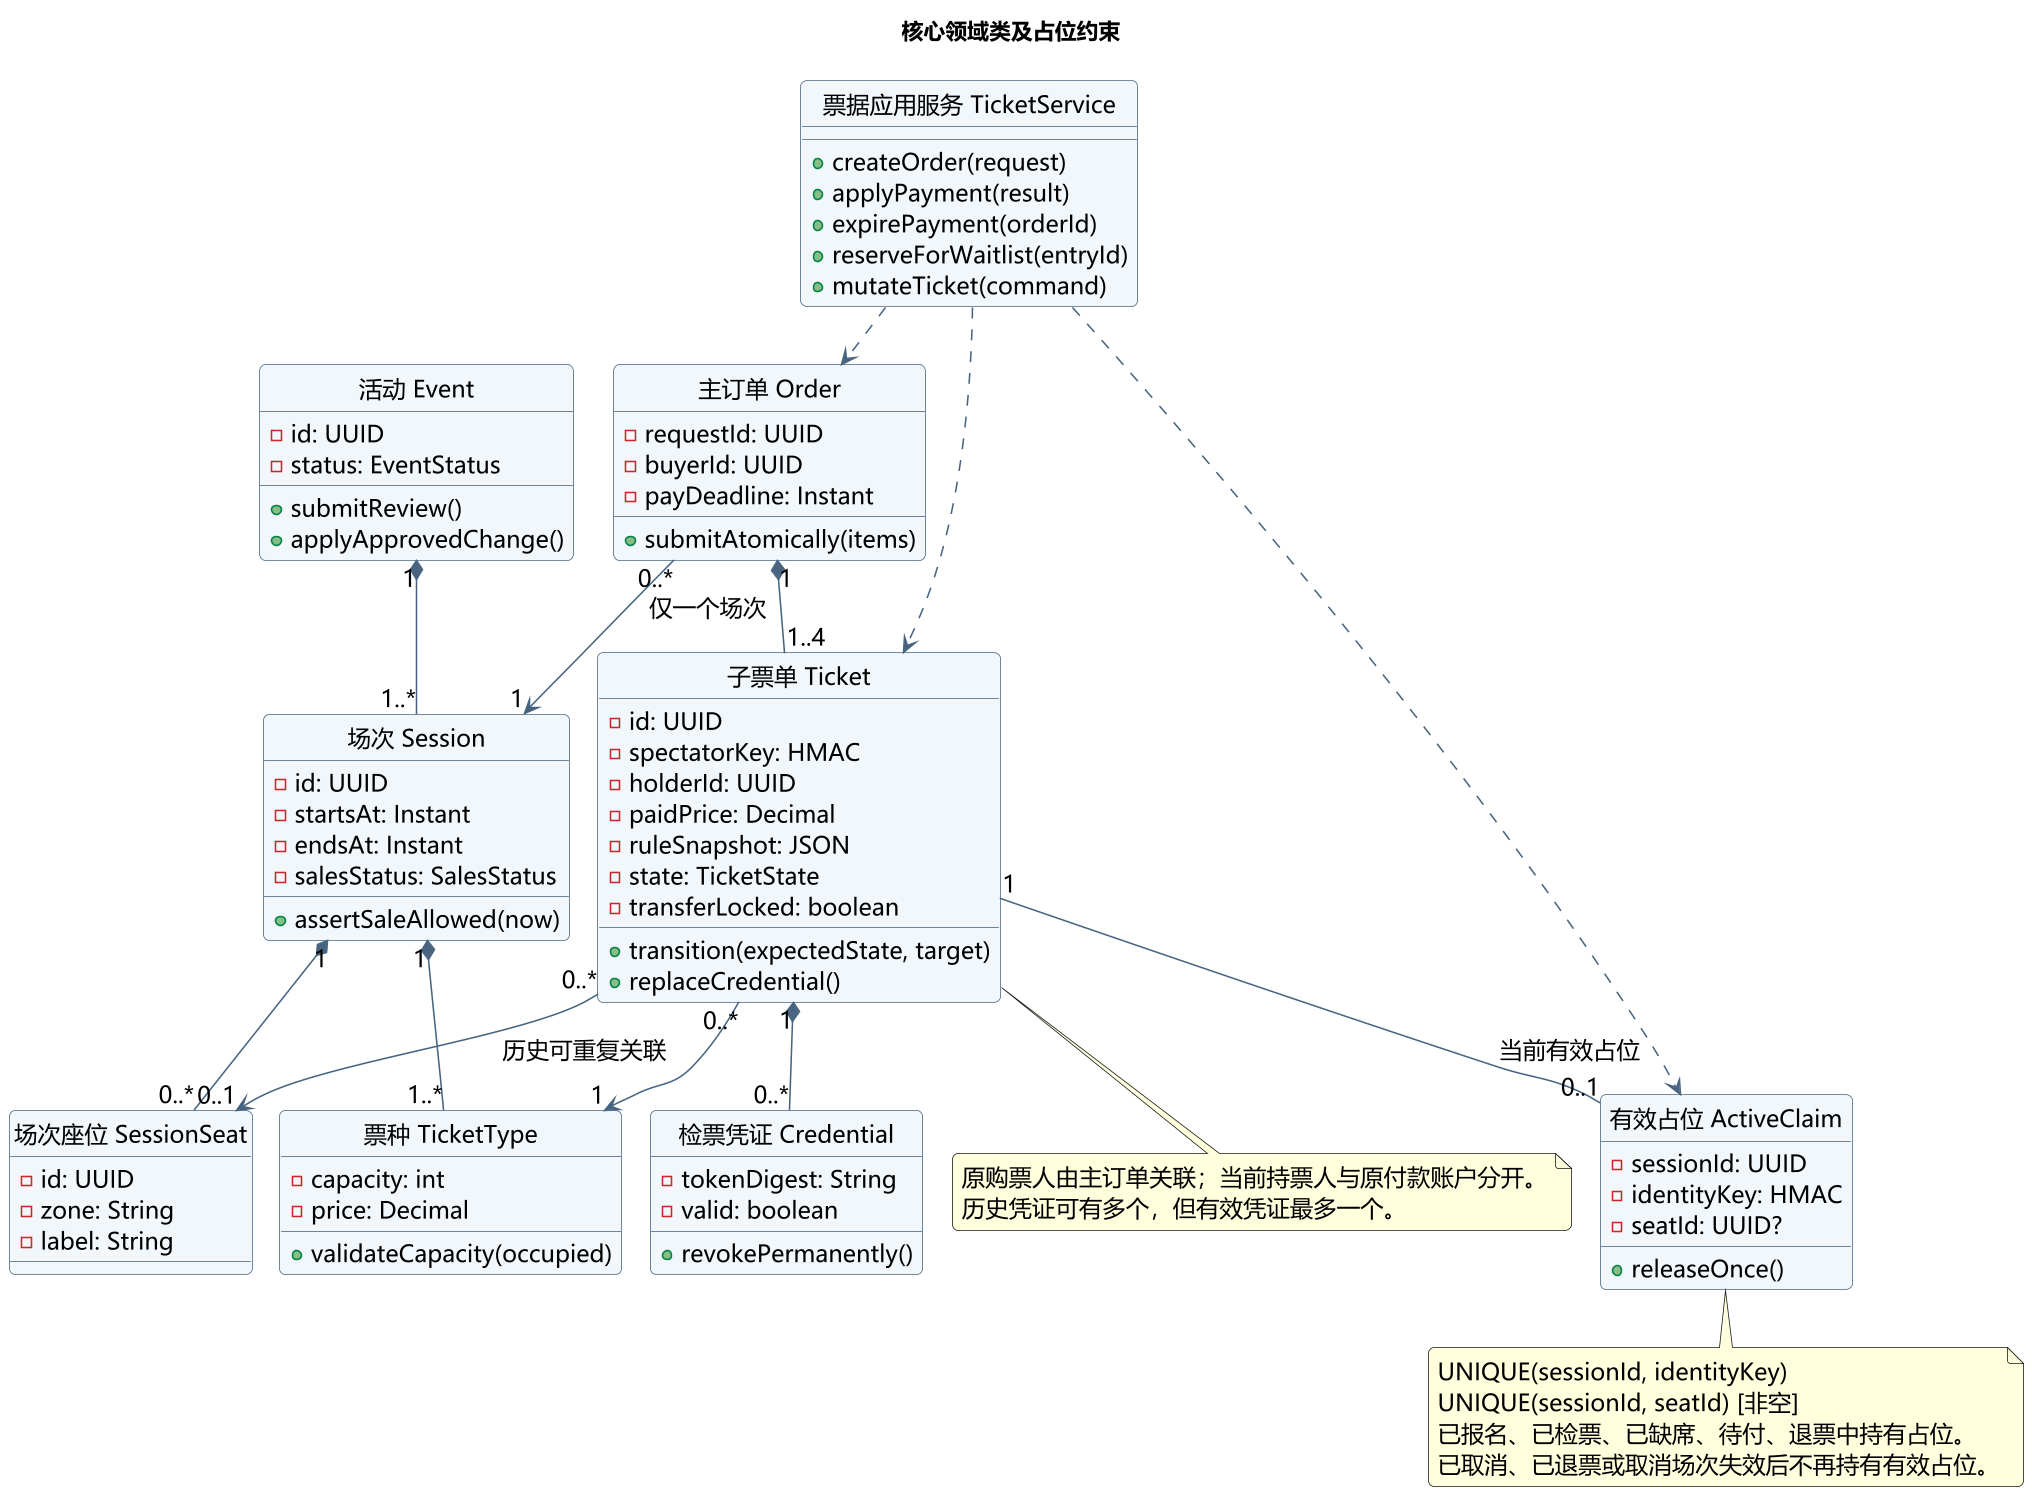 核心领域类及占位约束
票据应用服务 TicketService
createOrder(request)
applyPayment(result)
expirePayment(orderId)
reserveForWaitlist(entryId)
mutateTicket(command)
活动 Event
id: UUID
status: EventStatus
submitReview()
applyApprovedChange()
主订单 Order
requestId: UUID
buyerId: UUID
payDeadline: Instant
submitAtomically(items)
1
0..*
1
仅一个场次
1..4
1..*
1
场次 Session
id: UUID
startsAt: Instant
endsAt: Instant
salesStatus: SalesStatus
assertSaleAllowed(now)
子票单 Ticket
id: UUID
spectatorKey: HMAC
holderId: UUID
paidPrice: Decimal
ruleSnapshot: JSON
state: TicketState
transferLocked: boolean
transition(expectedState, target)
replaceCredential()
1
1
1
0..*
0..*
1
历史可重复关联
当前有效占位
0..*
0..1
1..*
1
0..*
0..1
场次座位 SessionSeat
id: UUID
zone: String
label: String
票种 TicketType
capacity: int
price: Decimal
validateCapacity(occupied)
检票凭证 Credential
tokenDigest: String
valid: boolean
revokePermanently()
原购票人由主订单关联；当前持票人与原付款账户分开。
历史凭证可有多个，但有效凭证最多一个。
有效占位 ActiveClaim
sessionId: UUID
identityKey: HMAC
seatId: UUID?
releaseOnce()
UNIQUE(sessionId, identityKey)
UNIQUE(sessionId, seatId) [非空]
已报名、已检票、已缺席、待付、退票中持有占位。
已取消、已退票或取消场次失效后不再持有有效占位。